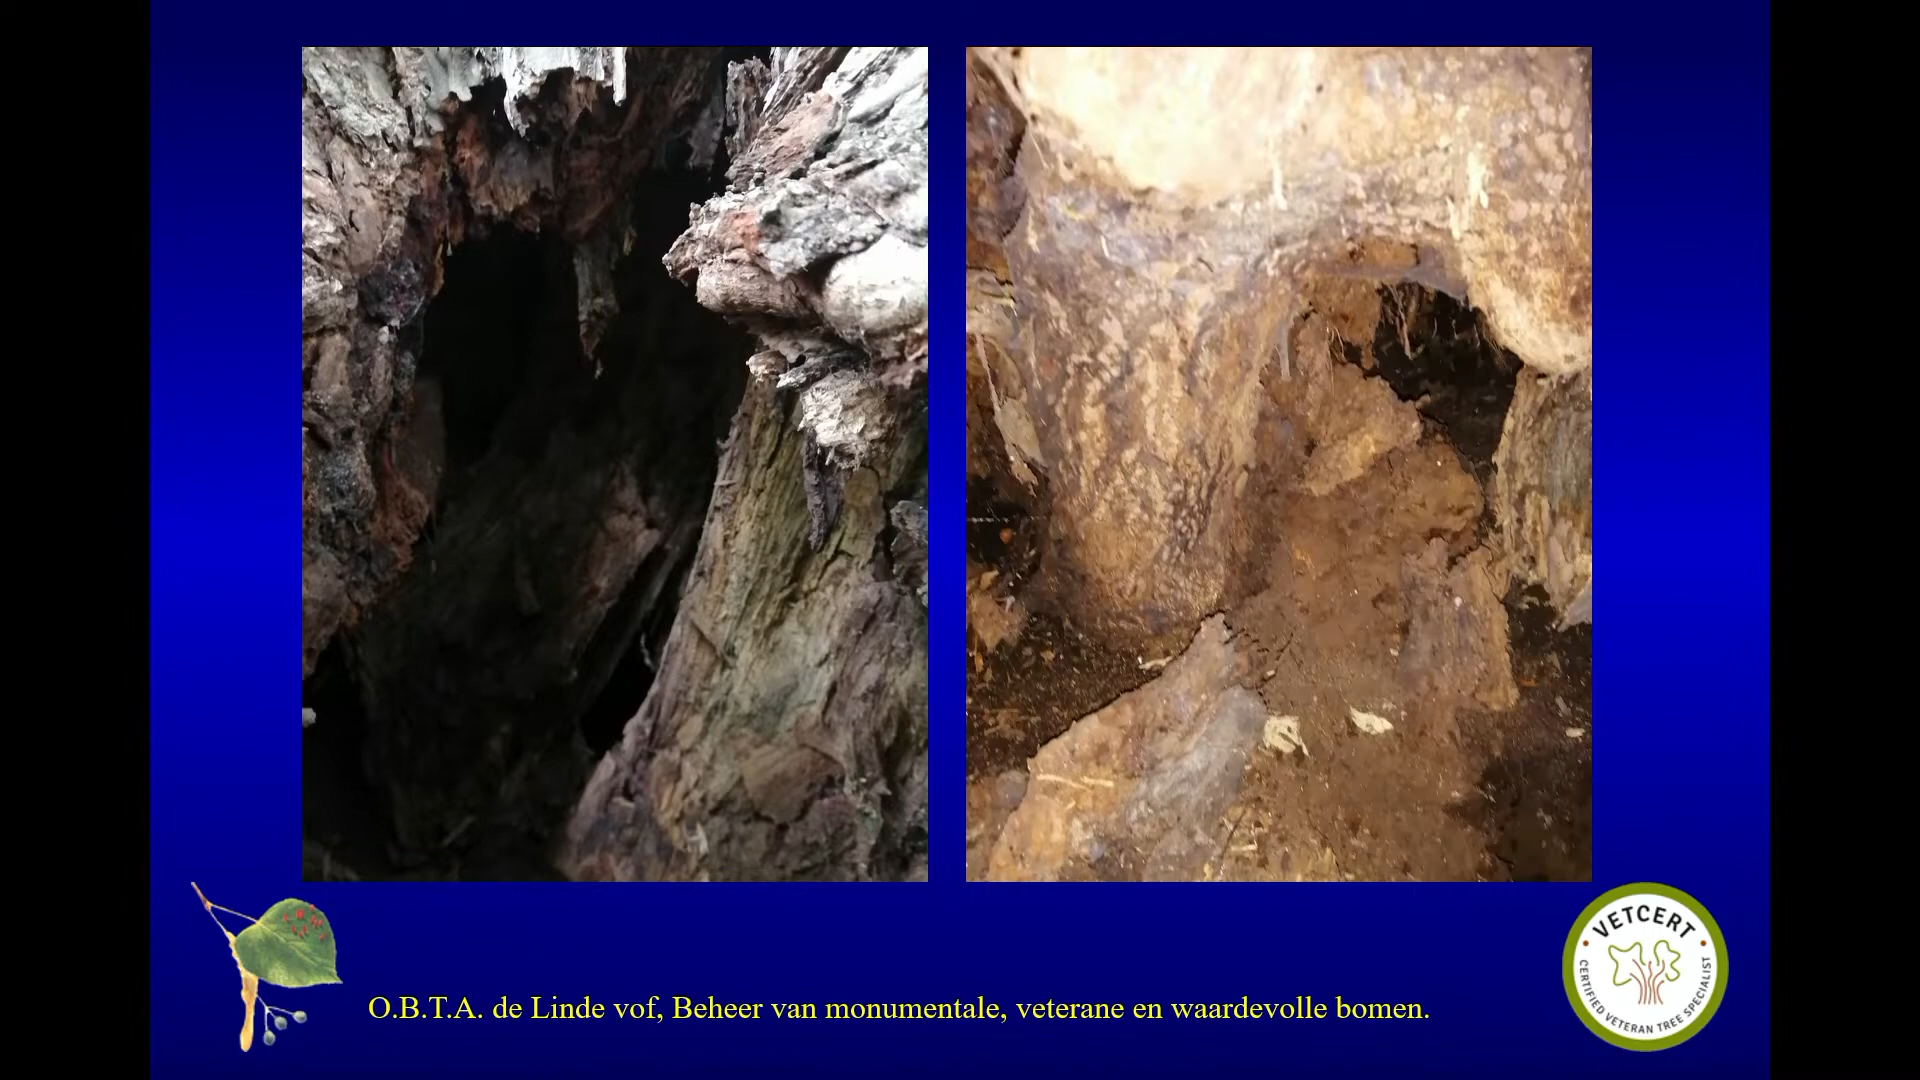 O.B.T.A. de Linde vof, Beheer van monumentale, veterane en waardevolle bomen.
VETCERT
CERTIFIED VETERAN TREE SPECIALIST